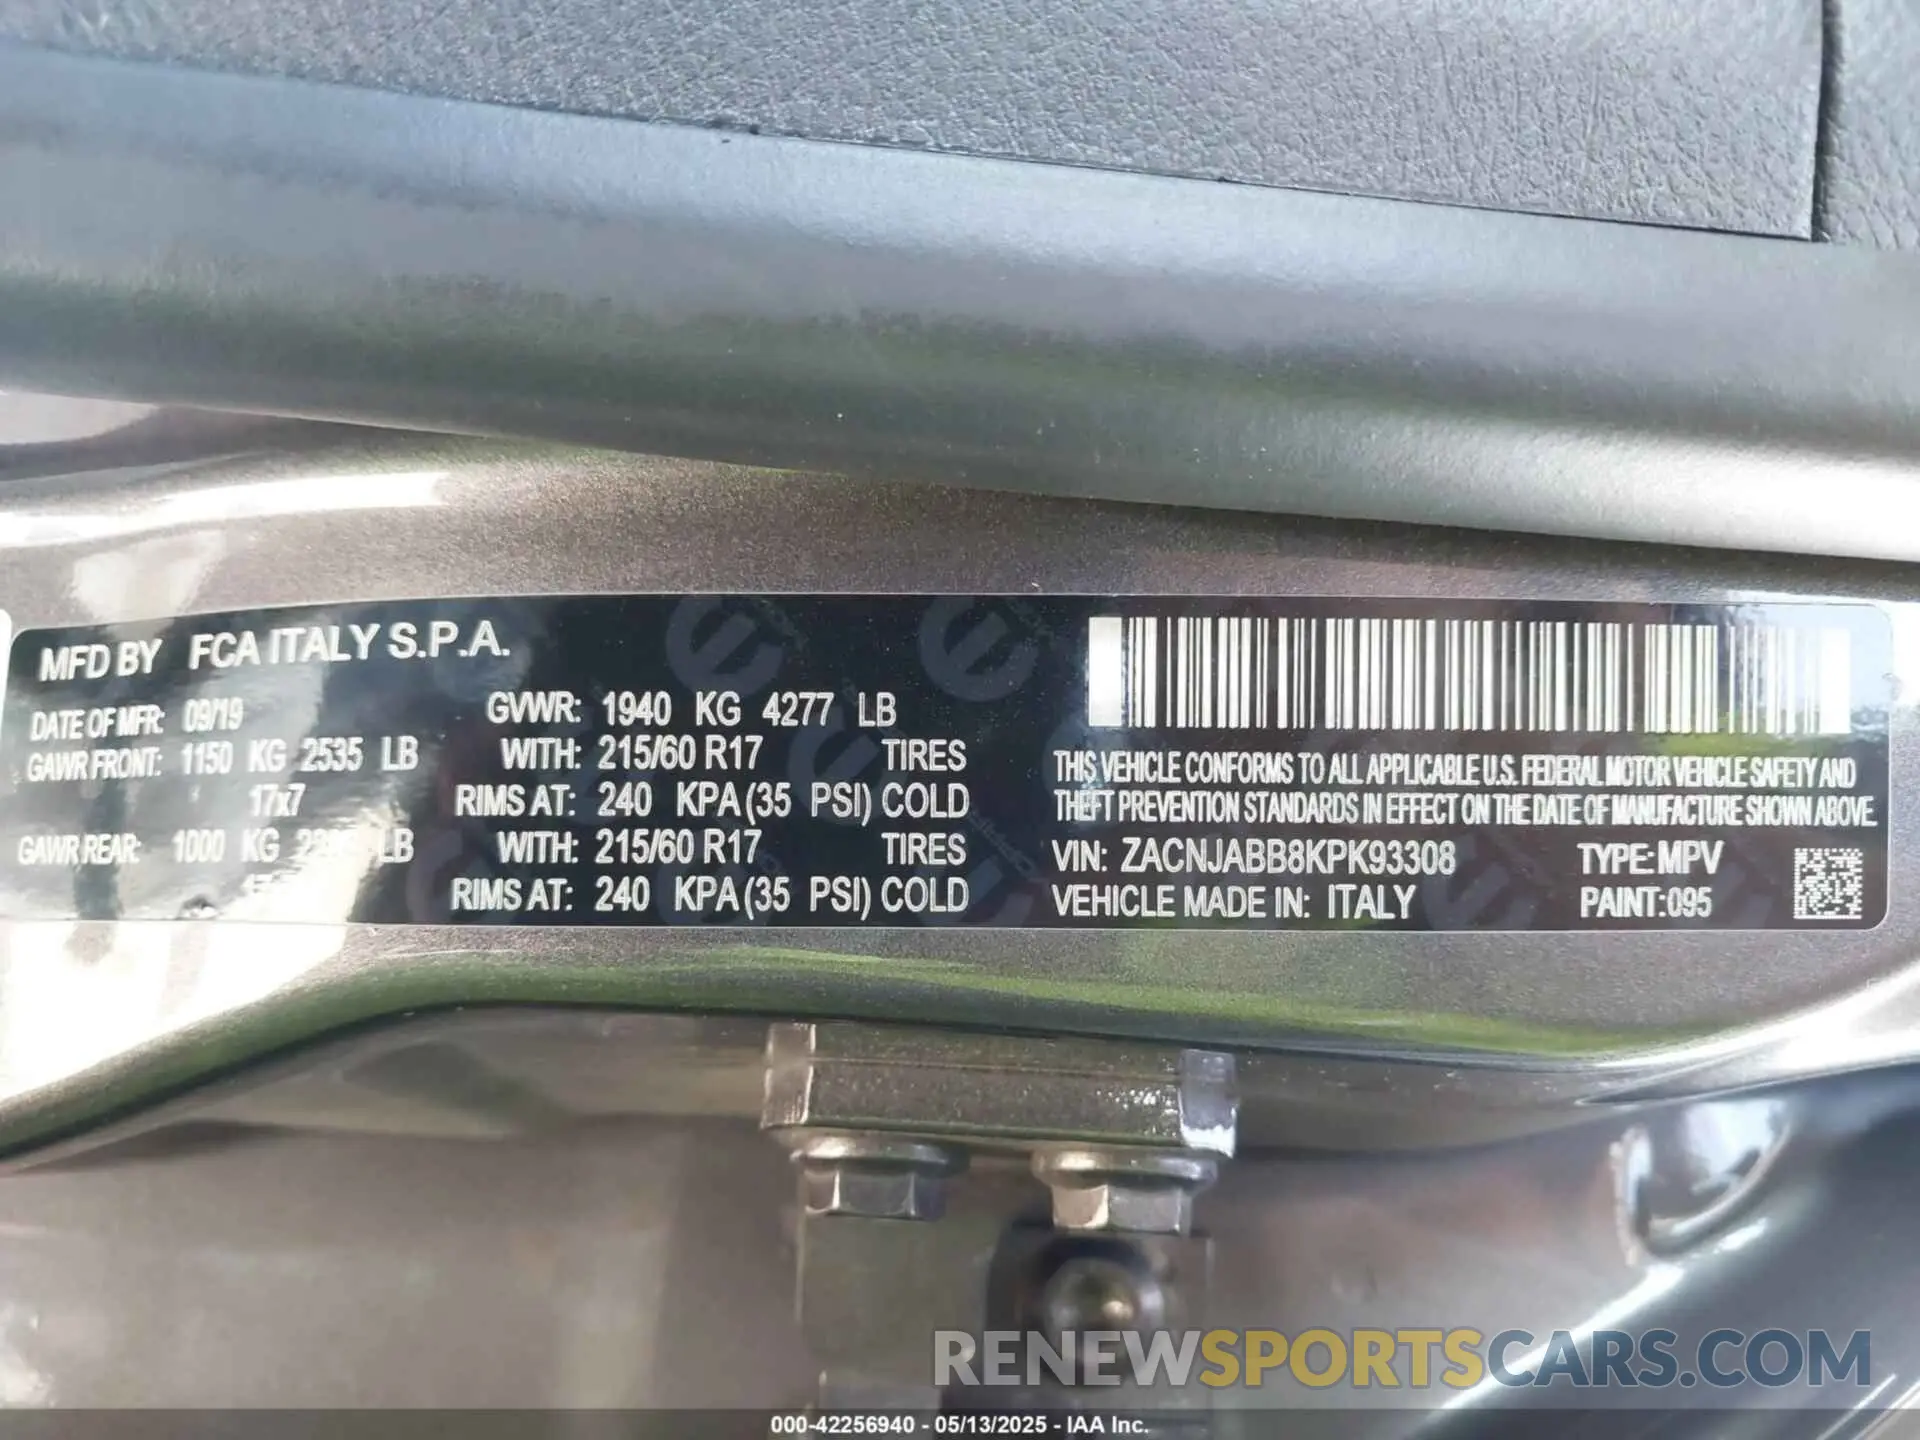 MFD BY FCA ITALY S.P.A.
DATE OF MFR: 09/19 GVWR: 1940 KG 4277 LB
GAWR FRONT: 1150 KG 2535 LB WITH: 215/60 R17 TIRES
17x7 RIMS AT: 240 KPA (35 PSI) COLD
GAWR REAR: 1000 KG LB WITH: 215/60 R17 TIRES
RIMS AT: 240 KPA (35 PSI) COLD
THIS VEHICLE CONFORMS TO ALL APPLICABLE U.S. FEDERAL MOTOR VEHICLE SAFETY AND
THEFT PREVENTION STANDARDS IN EFFECT ON THE DATE OF MANUFACTURE SHOWN ABOVE.
VIN: ZACNJABB8KPK93308 TYPE: MPV
VEHICLE MADE IN: ITALY PAINT: 095
RENEWSPORTSCARS.COM
000-42256940 - 05/13/2025 - IAA Inc.